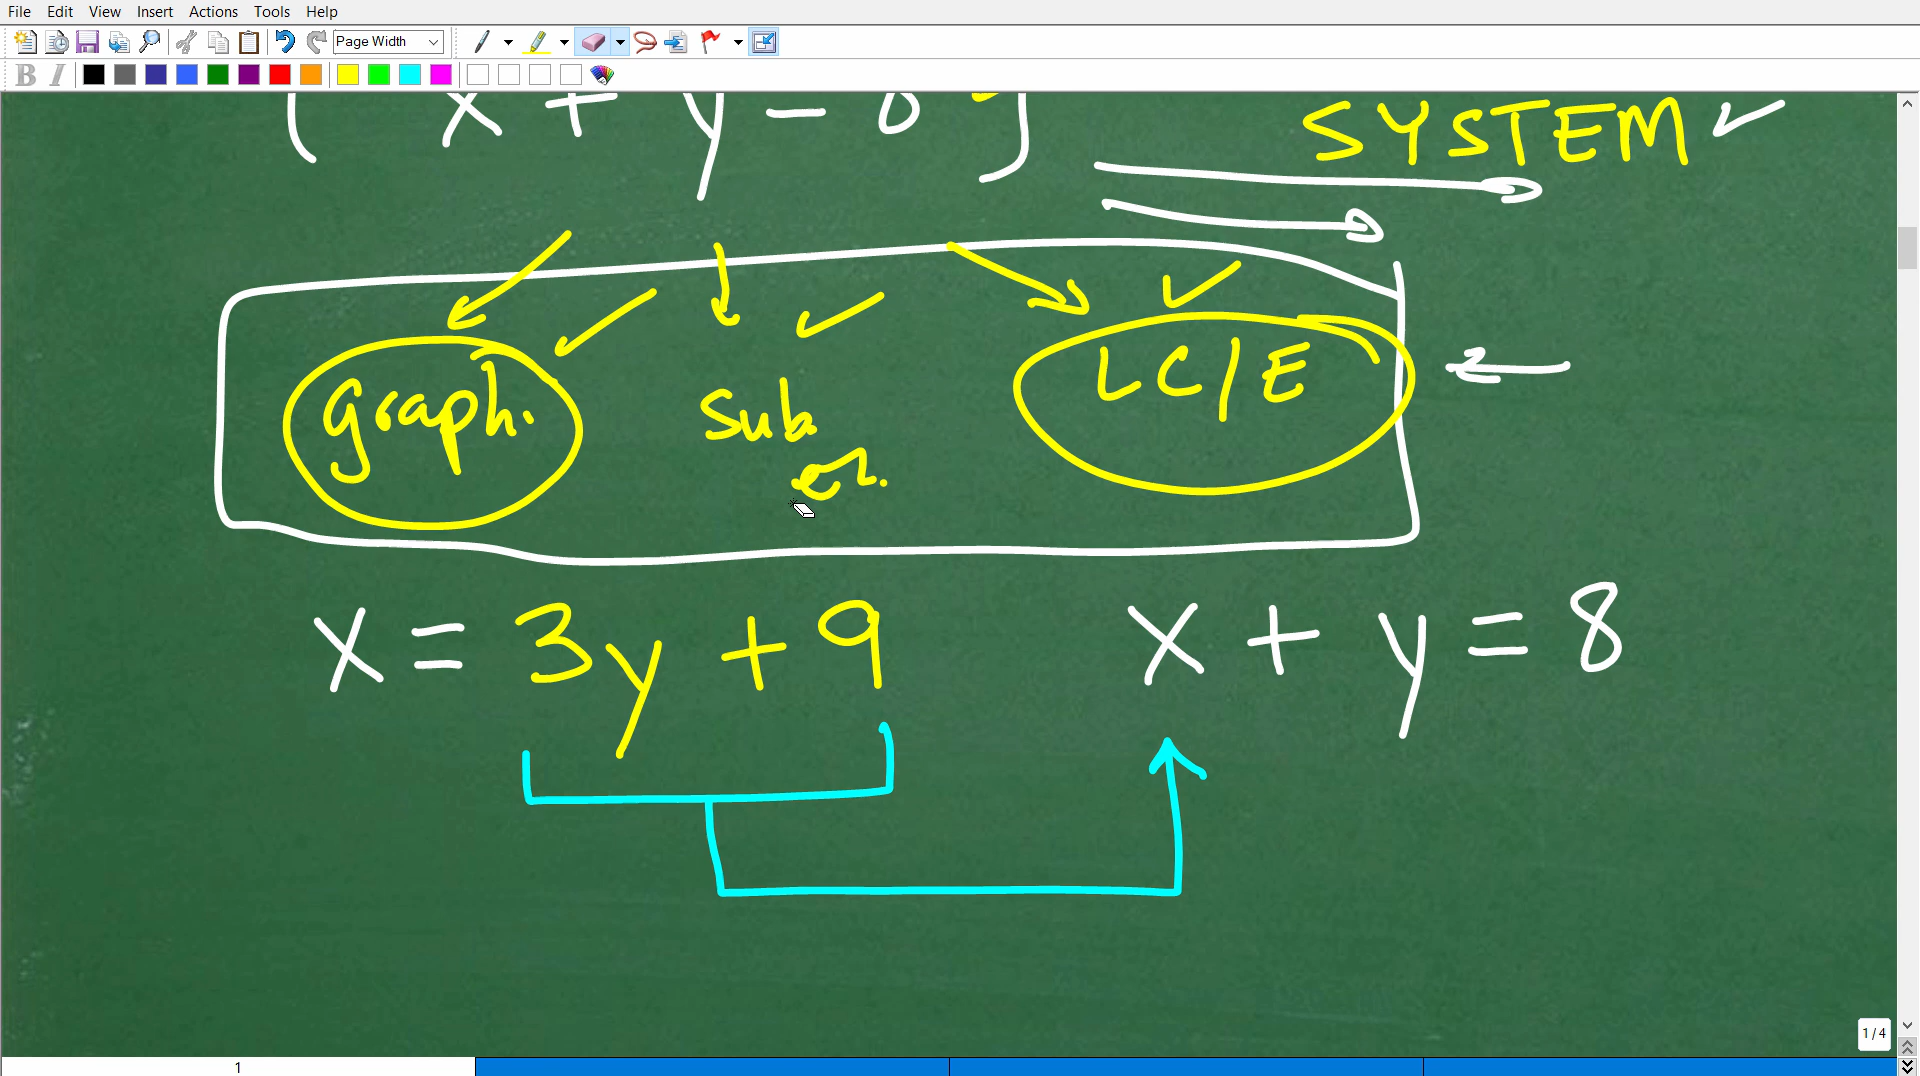 File Edit View Insert Actions Tools Help
Page Width
B I
x + y = 8
SYSTEM
graph.
sub
LC/E
x = 3y + 9
x + y = 8
1 / 4
1